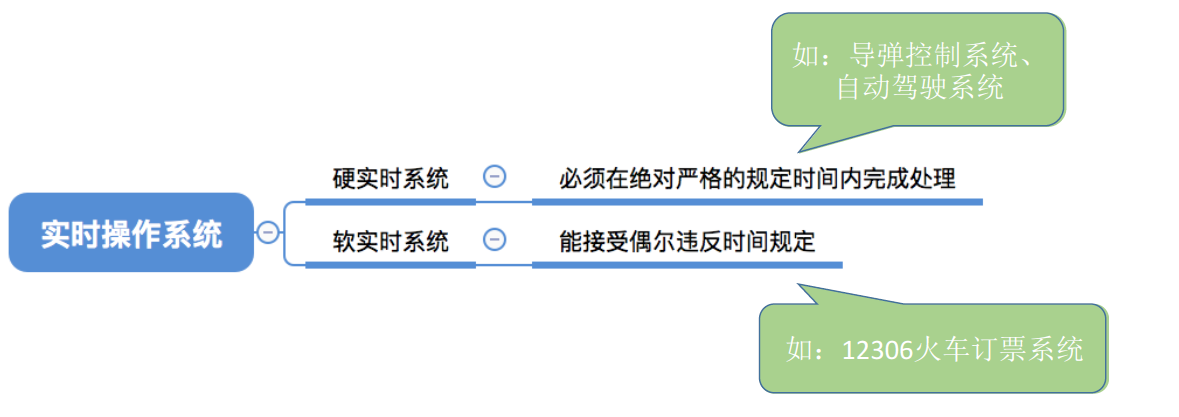 如：导弹控制系统、
自动驾驶系统
硬实时系统
必须在绝对严格的规定时间内完成处理
实时操作系统
软实时系统
能接受偶尔违反时间规定
如：12306火车订票系统